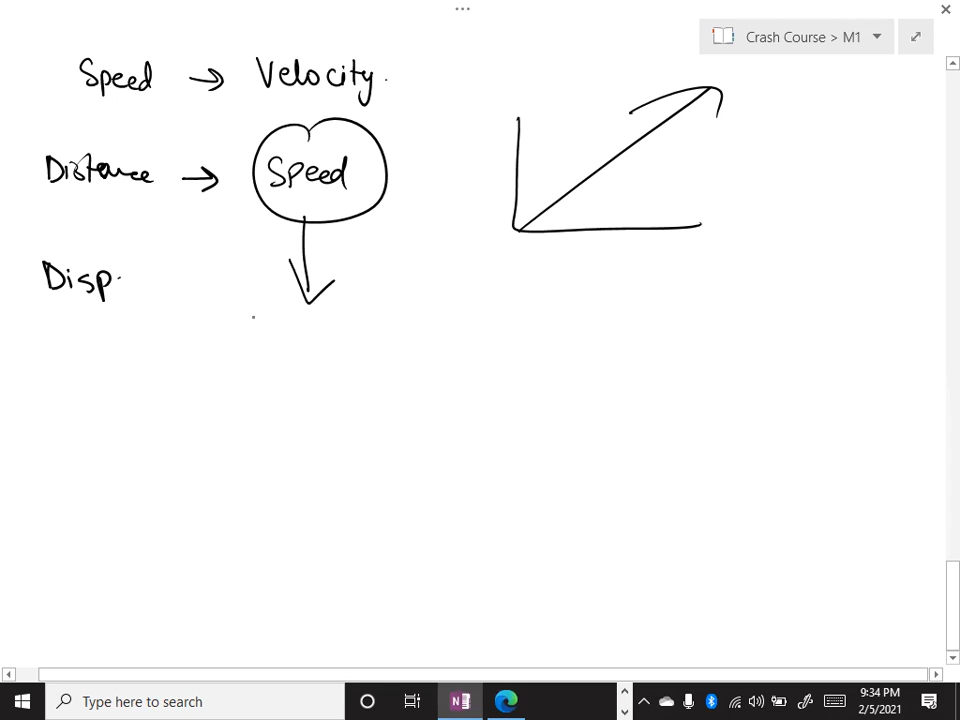 Crash Course > M1
Speed → Velocity.
Distance → Speed
Disp.
Type here to search
9:34 PM
2/5/2021